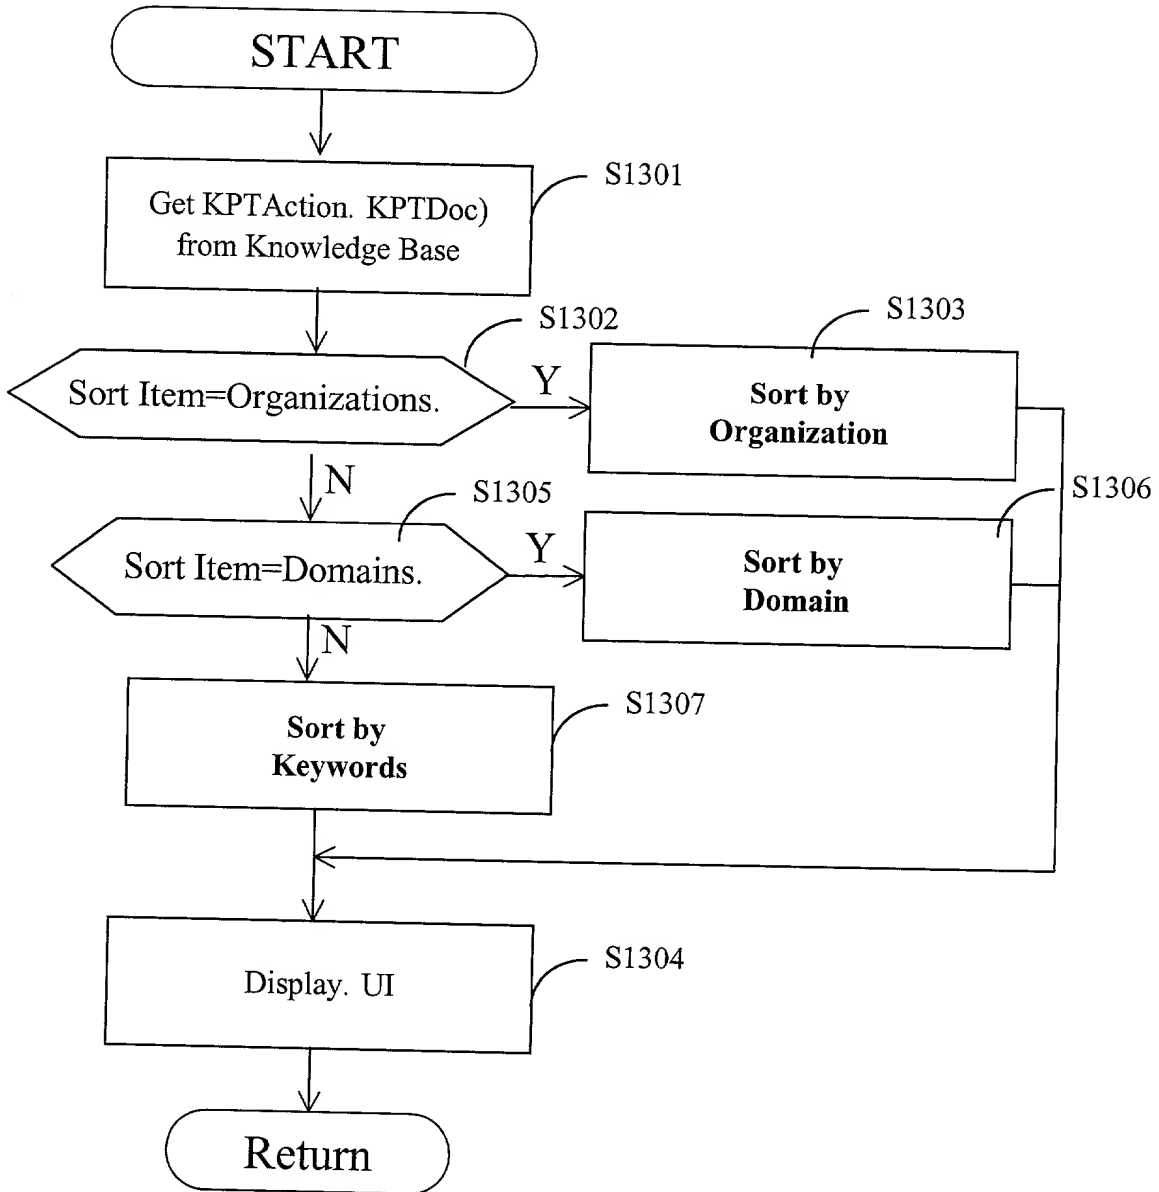 START
S1301
Get KPTAction. KPTDoc)
from Knowledge Base
S1302
S1303
Sort Item=Organizations.
Y
Sort by
Organization
N
S1305
S1306
Sort Item=Domains.
Y
Sort by
Domain
N
S1307
Sort by
Keywords
S1304
Display. UI
Return